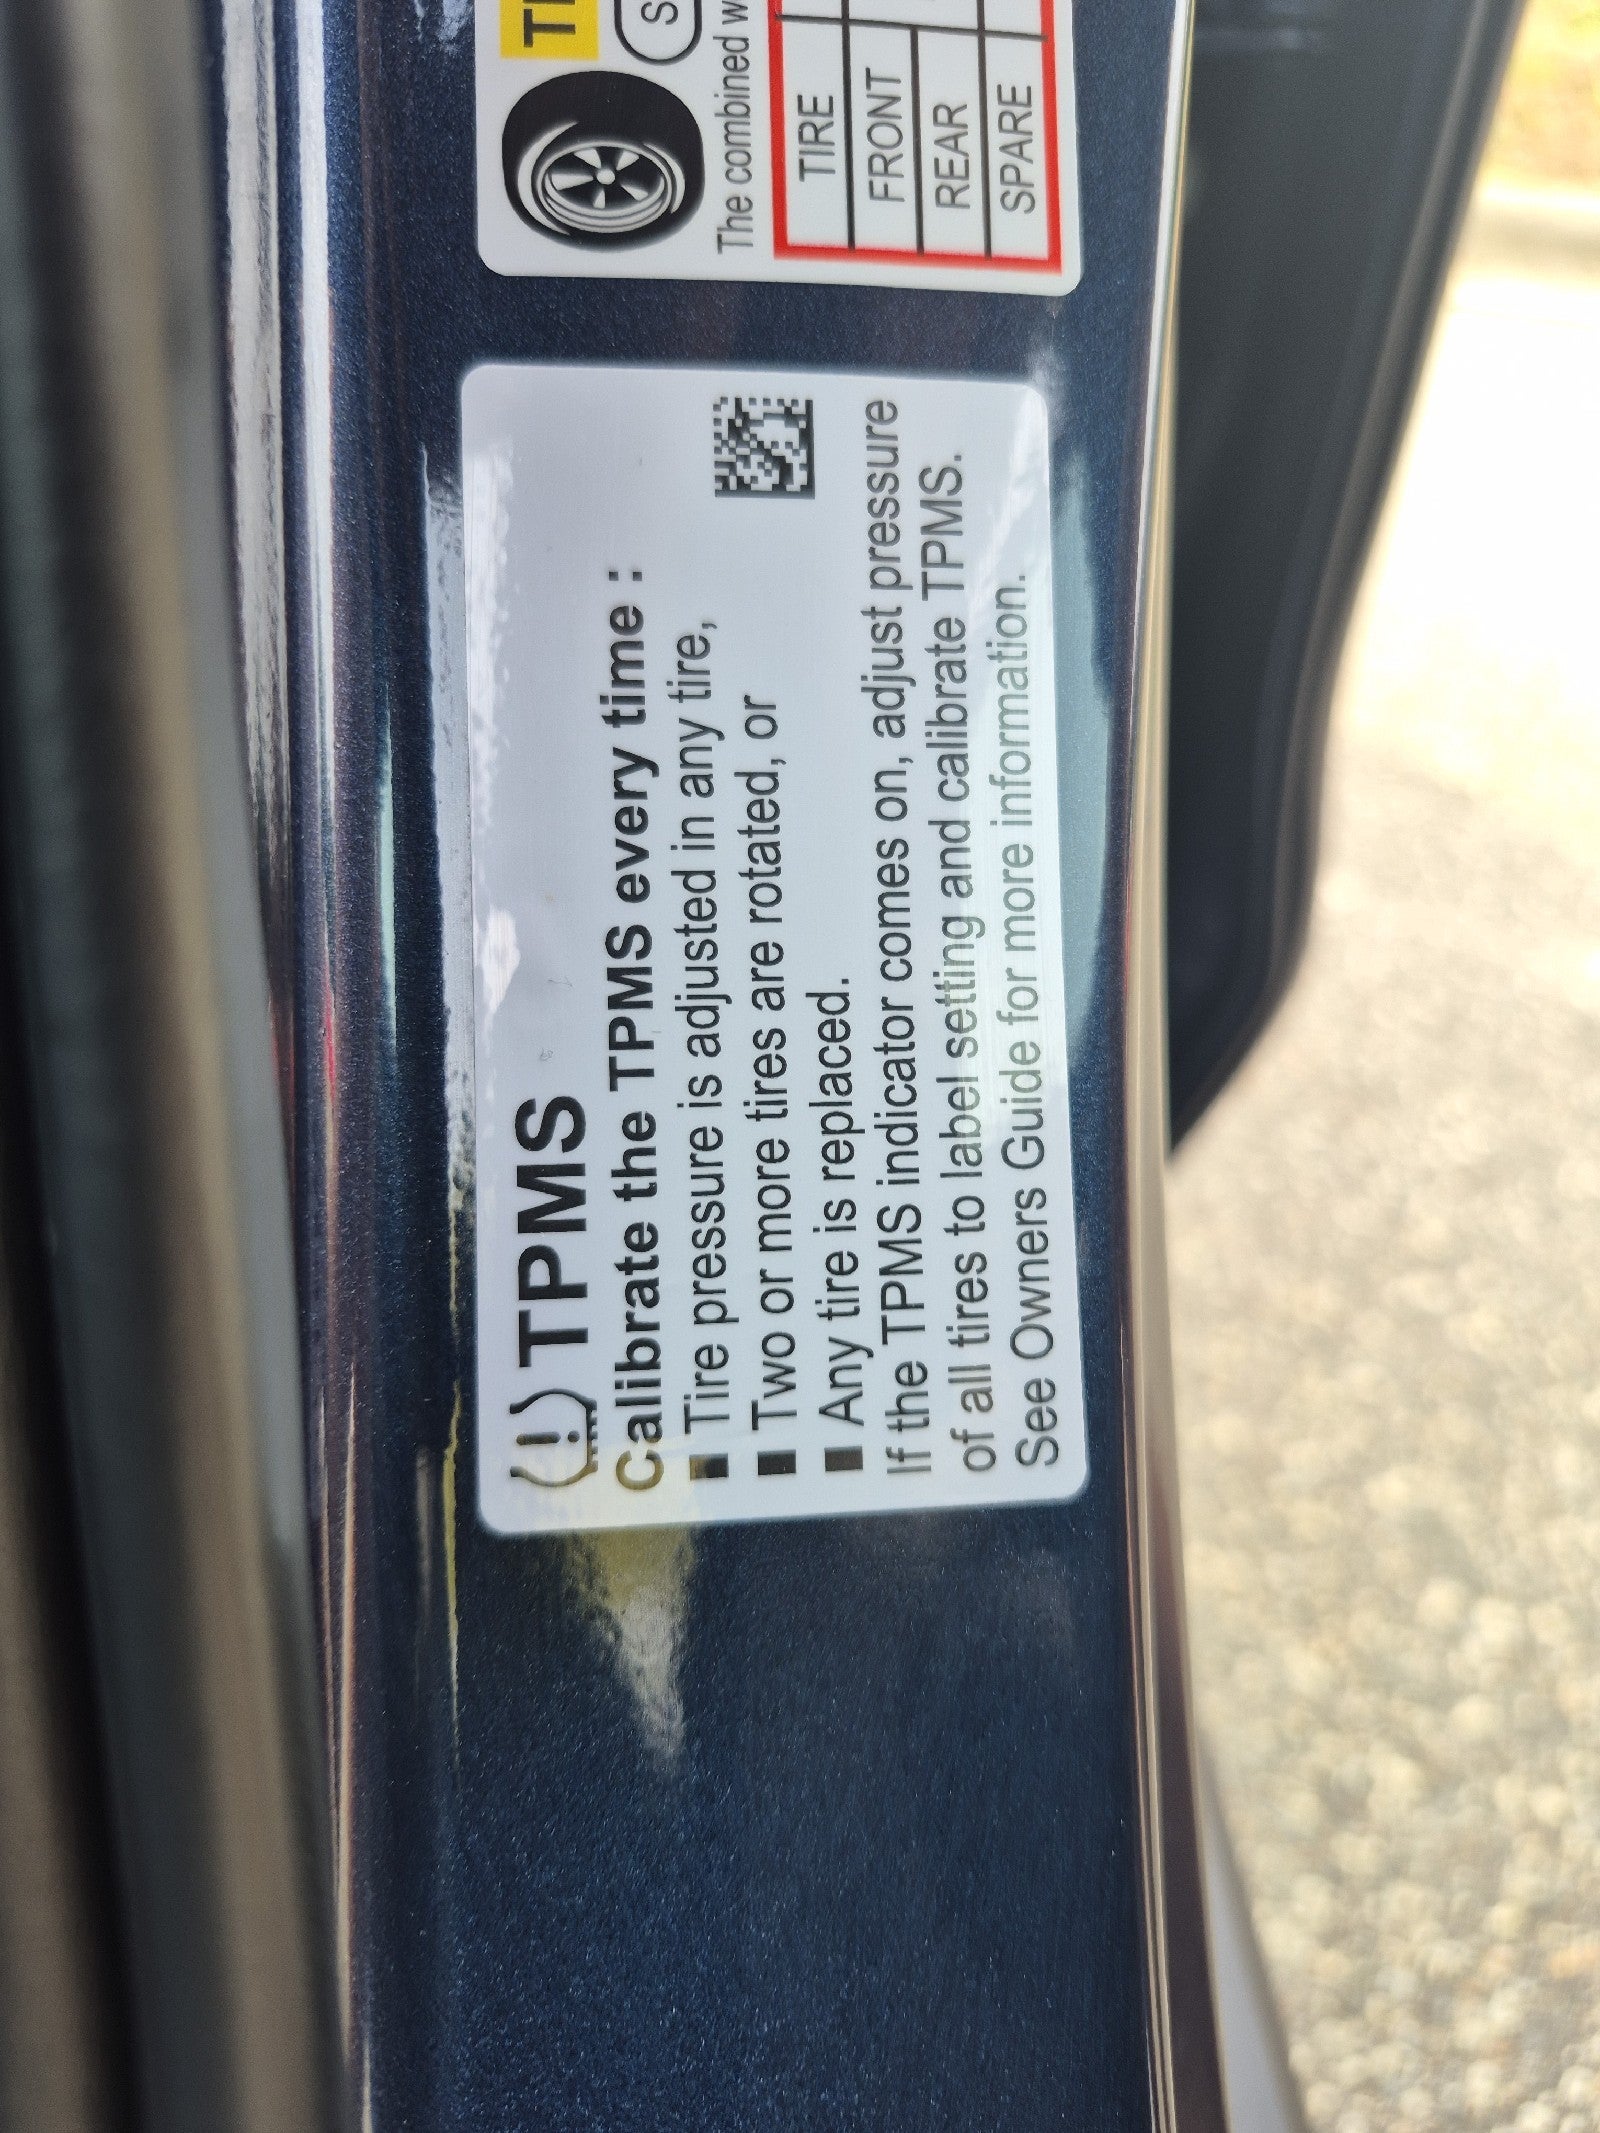 TPMS
Calibrate the TPMS every time :
■ Tire pressure is adjusted in any tire,
■ Two or more tires are rotated, or
■ Any tire is replaced.
If the TPMS indicator comes on, adjust pressure
of all tires to label setting and calibrate TPMS.
See Owners Guide for more information.
The combined
TIRE
FRONT
REAR
SPARE